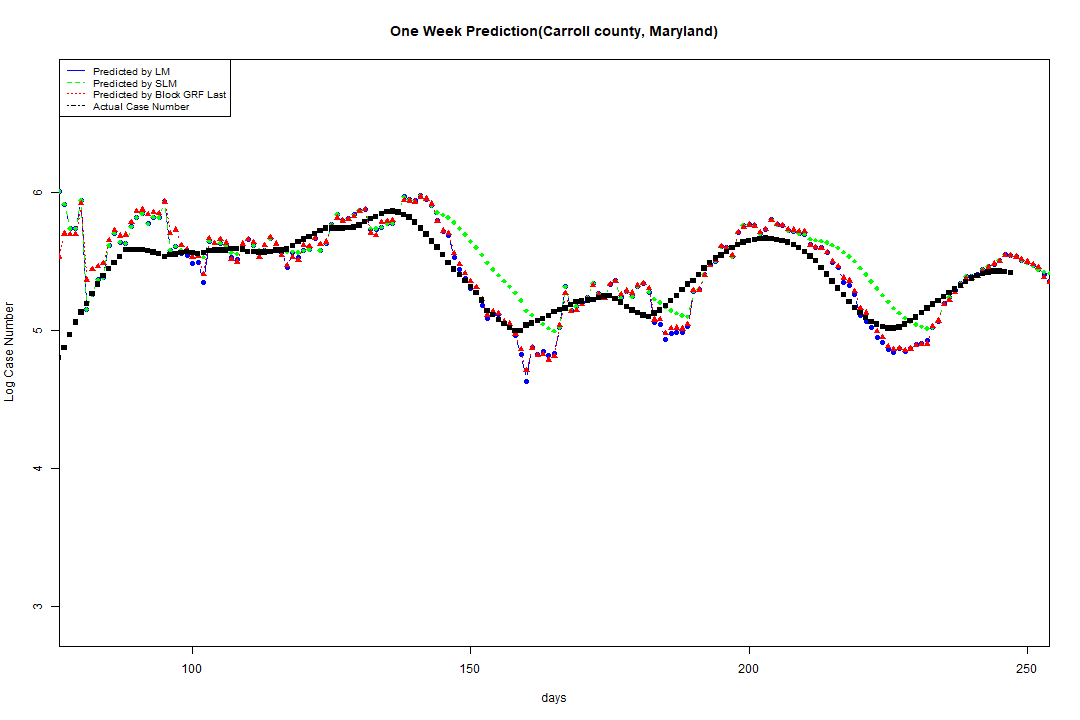 One Week Prediction(Carroll county, Maryland)
Predicted by LM
Predicted by SLM
Predicted by Block GRF Last
Actual Case Number
Log Case Number
6
5
4
3
100
150
200
250
days